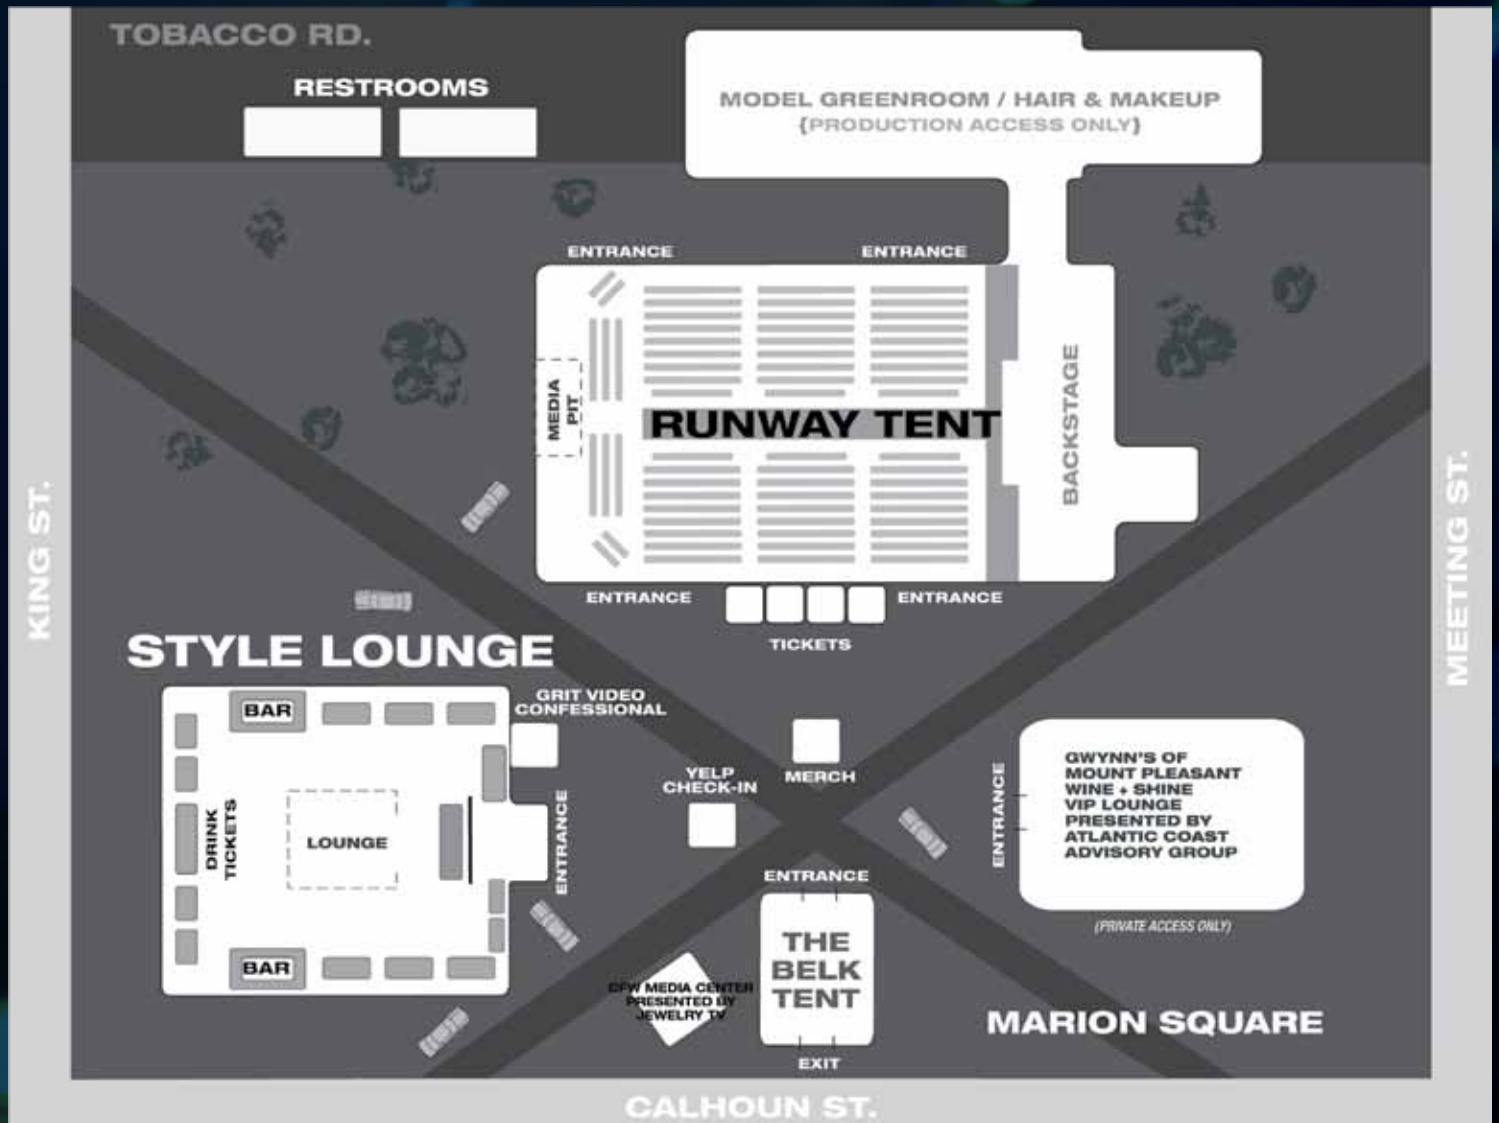 TOBACCO RD.
RESTROOMS
MODEL GREENROOM / HAIR & MAKEUP
{PRODUCTION ACCESS ONLY}
ENTRANCE
ENTRANCE
MEDIA
PIT
RUNWAY TENT
BACKSTAGE
KING ST.
MEETING ST.
ENTRANCE
ENTRANCE
TICKETS
STYLE LOUNGE
GRIT VIDEO
CONFESSIONAL
BAR
DRINK
TICKETS
LOUNGE
ENTRANCE
BAR
YELP
CHECK-IN
MERCH
ENTRANCE
GWYNN'S OF
MOUNT PLEASANT
WINE + SHINE
VIP LOUNGE
PRESENTED BY
ATLANTIC COAST
ADVISORY GROUP
(PRIVATE ACCESS ONLY)
ENTRANCE
THE
BELK
TENT
EXIT
CFW MEDIA CENTER
PRESENTED BY
JEWELRY TV
MARION SQUARE
CALHOUN ST.